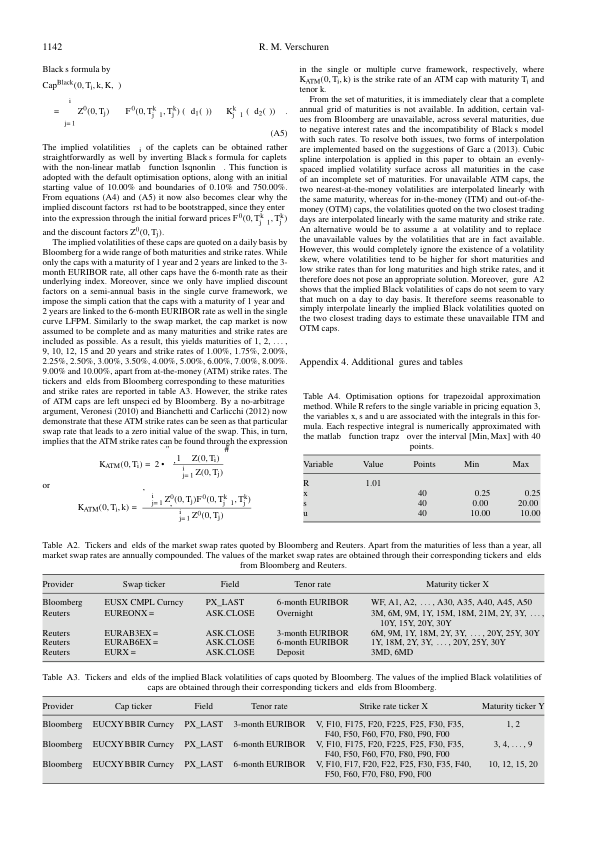 1142
R. M. Verschuren
Black s formula by
Cap^Black(0, Ti, k, K, )
= i j= 1 Z^0(0, Tj) F^0(0, T^k_j 1, T^k_j) ( d1( )) K^k_j 1 ( d2( )) .
(A5)
The implied volatilities i of the caplets can be obtained rather
straightforwardly as well by inverting Black s formula for caplets
with the non-linear matlab function lsqnonlin . This function is
adopted with the default optimisation options, along with an initial
starting value of 10.00% and boundaries of 0.10% and 750.00%.
From equations (A4) and (A5) it now also becomes clear why the
implied discount factors rst had to be bootstrapped, since they enter
into the expression through the initial forward prices F^0(0, T^k_j 1, T^k_j)
and the discount factors Z^0(0, Tj).
The implied volatilities of these caps are quoted on a daily basis by
Bloomberg for a wide range of both maturities and strike rates. While
only the caps with a maturity of 1 year and 2 years are linked to the 3-
month EURIBOR rate, all other caps have the 6-month rate as their
underlying index. Moreover, since we only have implied discount
factors on a semi-annual basis in the single curve framework, we
impose the simpli cation that the caps with a maturity of 1 year and
2 years are linked to the 6-month EURIBOR rate as well in the single
curve LFPM. Similarly to the swap market, the cap market is now
assumed to be complete and as many maturities and strike rates are
included as possible. As a result, this yields maturities of 1, 2, . . . ,
9, 10, 12, 15 and 20 years and strike rates of 1.00%, 1.75%, 2.00%,
2.25%, 2.50%, 3.00%, 3.50%, 4.00%, 5.00%, 6.00%, 7.00%, 8.00%,
9.00% and 10.00%, apart from at-the-money (ATM) strike rates. The
tickers and elds from Bloomberg corresponding to these maturities
and strike rates are reported in table A3. However, the strike rates
of ATM caps are left unspeci ed by Bloomberg. By a no-arbitrage
argument, Veronesi (2010) and Bianchetti and Carlicchi (2012) now
demonstrate that these ATM strike rates can be seen as that particular
swap rate that leads to a zero initial value of the swap. This, in turn,
implies that the ATM strike rates can be found through the expression
K_ATM(0, Ti) = 2 • " 1 Z(0, Ti) / i j= 1 Z(0, Tj) #
or
K_ATM(0, Ti, k) = i j= 1 Z^0(0, Tj)F^0(0, T^k_j 1, T^k_j) / i j= 1 Z^0(0, Tj)
in the single or multiple curve framework, respectively, where
K_ATM(0, Ti, k) is the strike rate of an ATM cap with maturity Ti and
tenor k.
From the set of maturities, it is immediately clear that a complete
annual grid of maturities is not available. In addition, certain val-
ues from Bloomberg are unavailable, across several maturities, due
to negative interest rates and the incompatibility of Black s model
with such rates. To resolve both issues, two forms of interpolation
are implemented based on the suggestions of Garc a (2013). Cubic
spline interpolation is applied in this paper to obtain an evenly-
spaced implied volatility surface across all maturities in the case
of an incomplete set of maturities. For unavailable ATM caps, the
two nearest-at-the-money volatilities are interpolated linearly with
the same maturity, whereas for in-the-money (ITM) and out-of-the-
money (OTM) caps, the volatilities quoted on the two closest trading
days are interpolated linearly with the same maturity and strike rate.
An alternative would be to assume a at volatility and to replace
the unavailable values by the volatilities that are in fact available.
However, this would completely ignore the existence of a volatility
skew, where volatilities tend to be higher for short maturities and
low strike rates than for long maturities and high strike rates, and it
therefore does not pose an appropriate solution. Moreover, gure A2
shows that the implied Black volatilities of caps do not seem to vary
that much on a day to day basis. It therefore seems reasonable to
simply interpolate linearly the implied Black volatilities quoted on
the two closest trading days to estimate these unavailable ITM and
OTM caps.
Appendix 4. Additional gures and tables
Table A4. Optimisation options for trapezoidal approximation
method. While R refers to the single variable in pricing equation 3,
the variables x, s and u are associated with the integrals in this for-
mula. Each respective integral is numerically approximated with
the matlab function trapz over the interval [Min, Max] with 40
points.
Variable Value Points Min Max
R 1.01
x 40 0.25 0.25
s 40 0.00 20.00
u 40 10.00 10.00
Table A2. Tickers and elds of the market swap rates quoted by Bloomberg and Reuters. Apart from the maturities of less than a year, all
market swap rates are annually compounded. The values of the market swap rates are obtained through their corresponding tickers and elds
from Bloomberg and Reuters.
Provider Swap ticker Field Tenor rate Maturity ticker X
Bloomberg EUSX CMPL Curncy PX_LAST 6-month EURIBOR WF, A1, A2, . . . , A30, A35, A40, A45, A50
Reuters EUREONX = ASK.CLOSE Overnight 3M, 6M, 9M, 1Y, 15M, 18M, 21M, 2Y, 3Y, . . . ,
10Y, 15Y, 20Y, 30Y
Reuters EURAB3EX = ASK.CLOSE 3-month EURIBOR 6M, 9M, 1Y, 18M, 2Y, 3Y, . . . , 20Y, 25Y, 30Y
Reuters EURAB6EX = ASK.CLOSE 6-month EURIBOR 1Y, 18M, 2Y, 3Y, . . . , 20Y, 25Y, 30Y
Reuters EURX = ASK.CLOSE Deposit 3MD, 6MD
Table A3. Tickers and elds of the implied Black volatilities of caps quoted by Bloomberg. The values of the implied Black volatilities of
caps are obtained through their corresponding tickers and elds from Bloomberg.
Provider Cap ticker Field Tenor rate Strike rate ticker X Maturity ticker Y
Bloomberg EUCXYBBIR Curncy PX_LAST 3-month EURIBOR V, F10, F175, F20, F225, F25, F30, F35, 1, 2
F40, F50, F60, F70, F80, F90, F00
Bloomberg EUCXYBBIR Curncy PX_LAST 6-month EURIBOR V, F10, F175, F20, F225, F25, F30, F35, 3, 4, . . . , 9
F40, F50, F60, F70, F80, F90, F00
Bloomberg EUCXYBBIR Curncy PX_LAST 6-month EURIBOR V, F10, F17, F20, F22, F25, F30, F35, F40, 10, 12, 15, 20
F50, F60, F70, F80, F90, F00